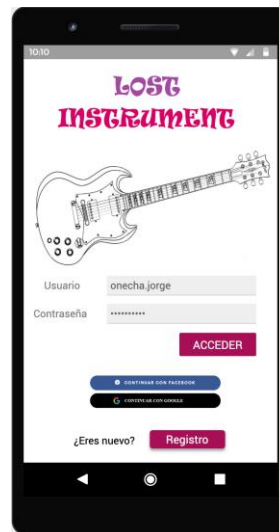 10:10
LOST
INSTRUMENT
Usuario onecha.jorge
Contraseña ••••••••••
ACCEDER
CONTINUAR CON FACEBOOK
G CONTINUAR CON GOOGLE
¿Eres nuevo? Registro